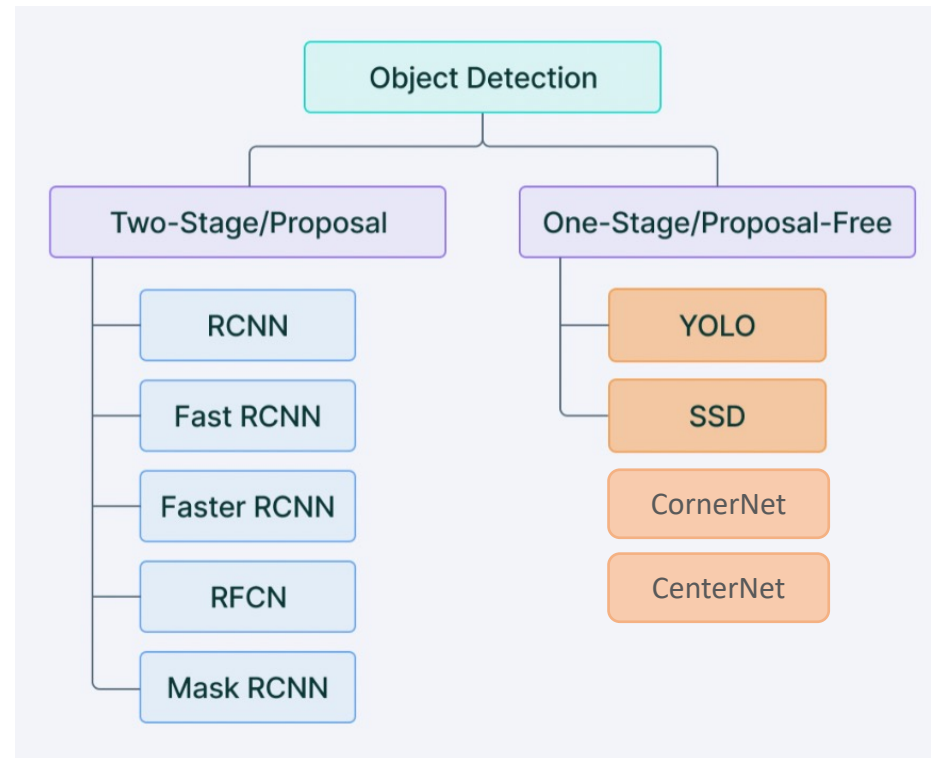 Object Detection
Two-Stage/Proposal
RCNN
Fast RCNN
Faster RCNN
RFCN
Mask RCNN
One-Stage/Proposal-Free
YOLO
SSD
CornerNet
CenterNet